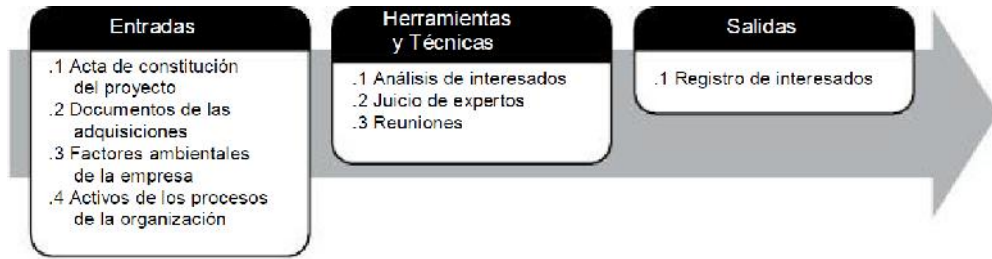 Entradas
.1 Acta de constitución
del proyecto
.2 Documentos de las
adquisiciones
.3 Factores ambientales
de la empresa
.4 Activos de los procesos
de la organización
Herramientas
y Técnicas
.1 Análisis de interesados
.2 Juicio de expertos
.3 Reuniones
Salidas
.1 Registro de interesados